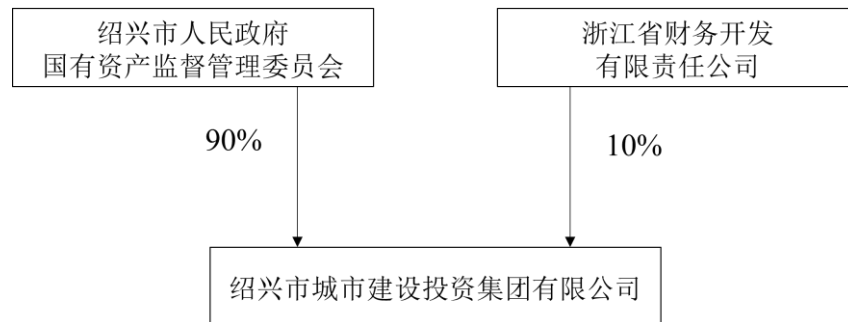 绍兴市人民政府
国有资产监督管理委员会
浙江省财务开发
有限责任公司
90%
10%
绍兴市城市建设投资集团有限公司